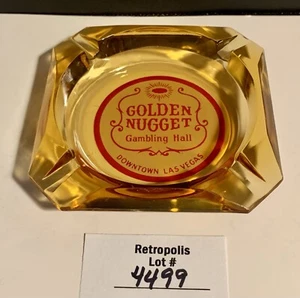 GOLDEN
NUGGET
Gambling Hall
DOWNTOWN LAS VEGAS
Retropolis
Lot #
4499